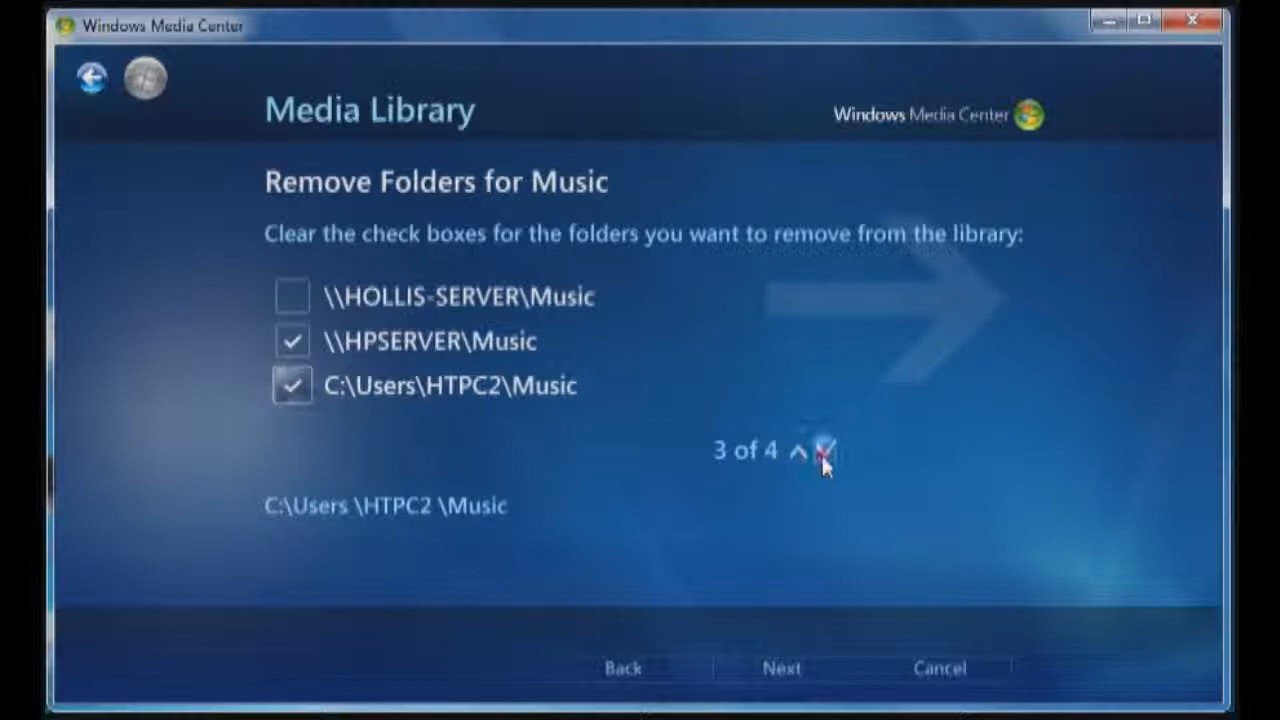 Windows Media Center
Media Library
Windows Media Center
Remove Folders for Music
Clear the check boxes for the folders you want to remove from the library:
\\HOLLIS-SERVER\Music
\\HPSERVER\Music
C:\Users\HTPC2\Music
3 of 4
C:\Users \HTPC2 \Music
Back
Next
Cancel